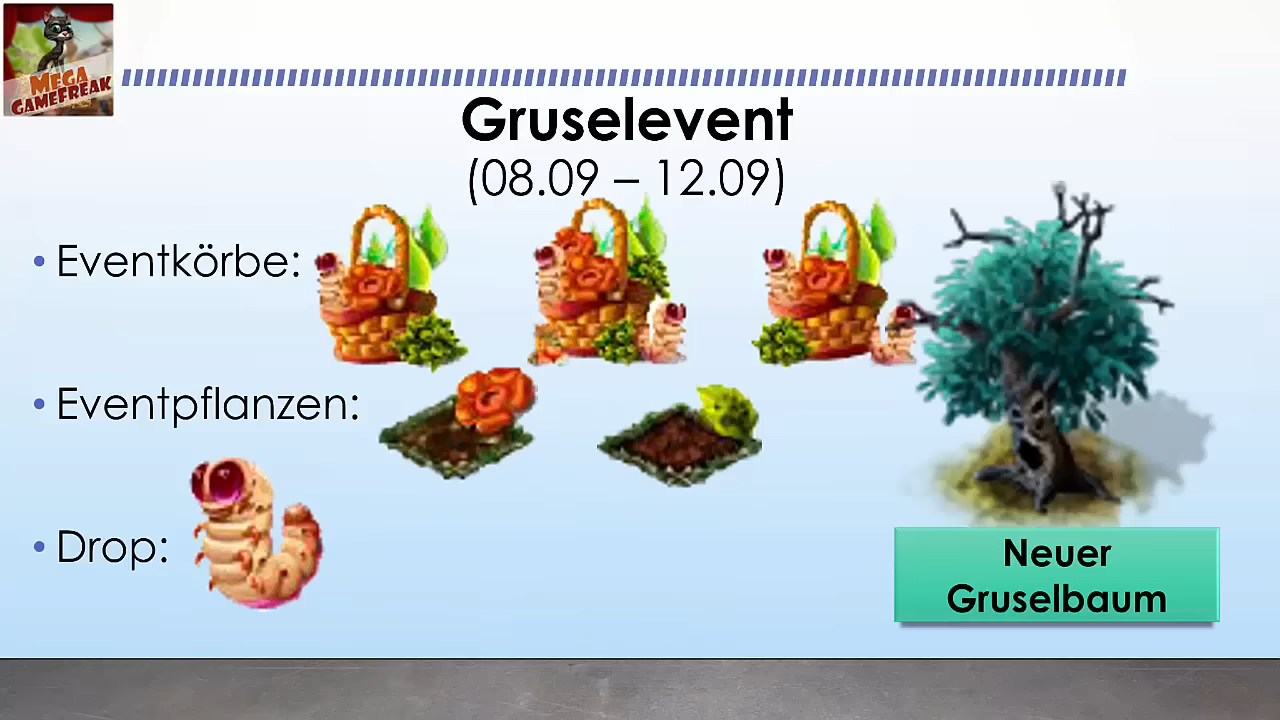 MEGA
GAMEFREAK
Gruselevent
(08.09 – 12.09)
• Eventkörbe:
• Eventpflanzen:
• Drop:
Neuer
Gruselbaum